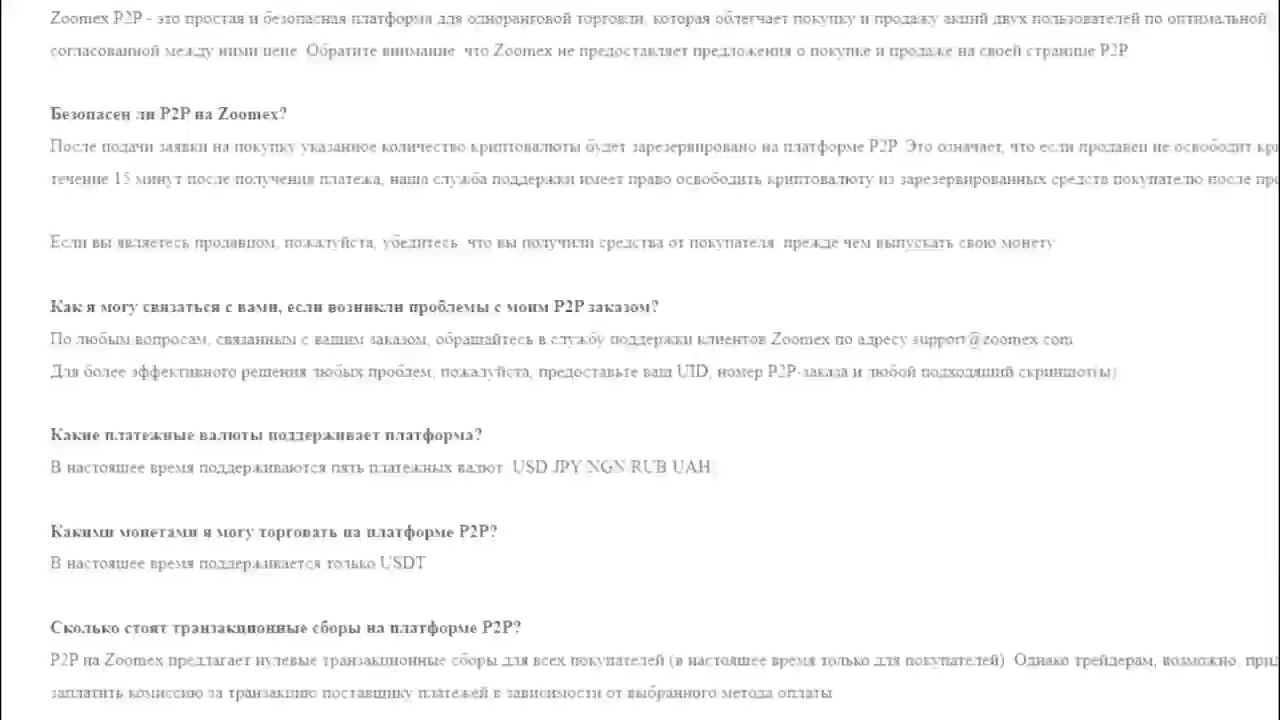 Zoomex P2P - это простая и безопасная платформа для одноранговой торговли, которая облегчает покупку и продажу акций двух пользователей по оптимальной
согласованной между ними цене. Обратите внимание, что Zoomex не предоставляет предложения о покупке и продаже на своей странице P2P.
Безопасен ли P2P на Zoomex?
После подачи заявки на покупку указанное количество криптовалюты будет зарезервировано на платформе P2P. Это означает, что если продавец не освободит
течение 15 минут после получения платежа, наша служба поддержки имеет право освободить криптовалюту из зарезервированных средств покупателю после
Если вы являетесь продавцом, пожалуйста, убедитесь, что вы получили средства от покупателя, прежде чем выпускать свою монету.
Как я могу связаться с вами, если возникли проблемы с моим P2P заказом?
По любым вопросам, связанным с вашим заказом, обращайтесь в службу поддержки клиентов Zoomex по адресу support@zoomex.com.
Для более эффективного решения любых проблем, пожалуйста, предоставьте ваш UID, номер P2P-заказа и любой подходящий скриншот(ы).
Какие платежные валюты поддерживает платформа?
В настоящее время поддерживаются пять платежных валют: USD JPY NGN RUB UAH
Какими монетами я могу торговать на платформе P2P?
В настоящее время поддерживается только USDT.
Сколько стоят транзакционные сборы на платформе P2P?
P2P на Zoomex предлагает нулевые транзакционные сборы для всех покупателей (в настоящее время только для покупателей). Однако трейдерам, возможно,
заплатить комиссию за транзакцию поставщику платежей в зависимости от выбранного метода оплаты.